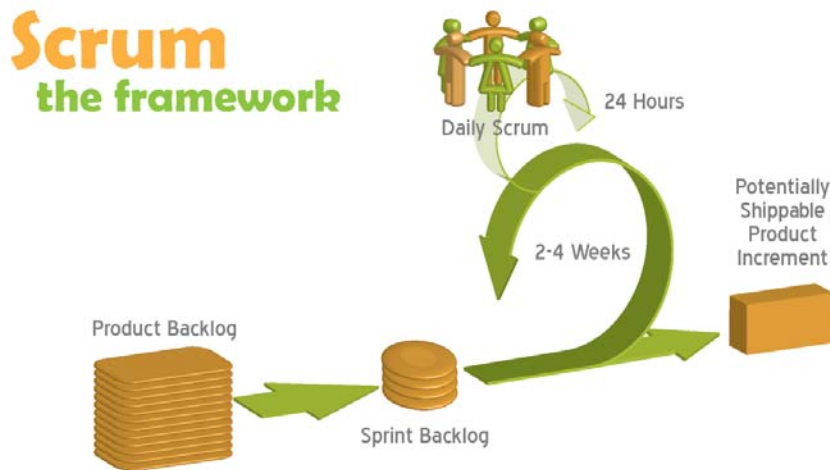 Scrum
the framework
Daily Scrum
24 Hours
2-4 Weeks
Potentially
Shippable
Product
Increment
Product Backlog
Sprint Backlog